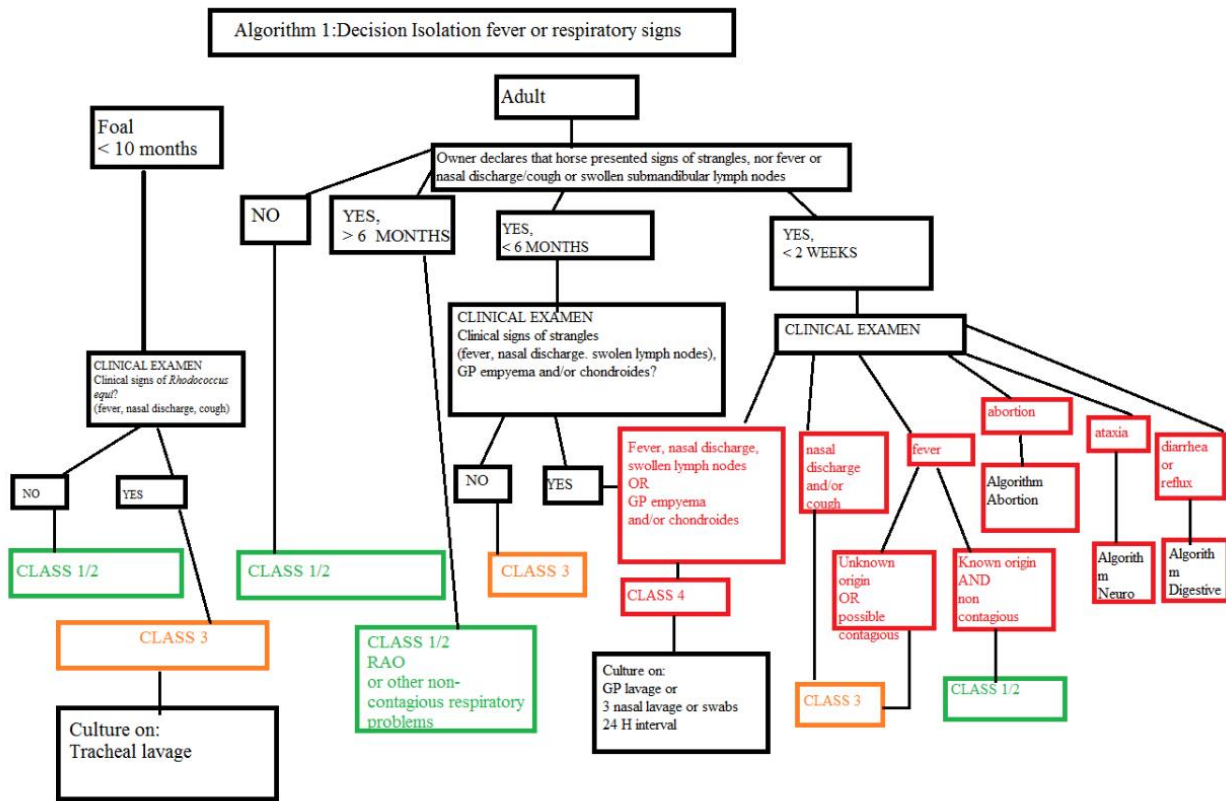 Algorithm 1:Decision Isolation fever or respiratory signs
Adult
Foal
< 10 months
Owner declares that horse presented signs of strangles, nor fever or
nasal discharge/cough or swollen submandibular lymph nodes
NO
YES,
> 6 MONTHS
YES,
< 6 MONTHS
YES,
< 2 WEEKS
CLINICAL EXAMEN
Clinical signs of Rhodococcus
equi?
(fever, nasal discharge, cough)
CLINICAL EXAMEN
Clinical signs of strangles
(fever, nasal discharge. swolen lymph nodes),
GP empyema and/or chondroides?
CLINICAL EXAMEN
NO
YES
NO
YES
Fever, nasal discharge,
swollen lymph nodes
OR
GP empyema
and/or chondroides
nasal
discharge
and/or
cough
fever
abortion
ataxia
diarrhea
or
reflux
Algorithm
Abortion
CLASS 1/2
CLASS 1/2
CLASS 3
CLASS 4
Unknown
origin
OR
possible
contagious
Known origin
AND
non
contagious
Algorith
m
Neuro
Algorith
m
Digestive
CLASS 3
CLASS 1/2
RAO
or other non-
contagious respiratory
problems
Culture on:
GP lavage or
3 nasal lavage or swabs
24 H interval
CLASS 3
CLASS 1/2
Culture on:
Tracheal lavage